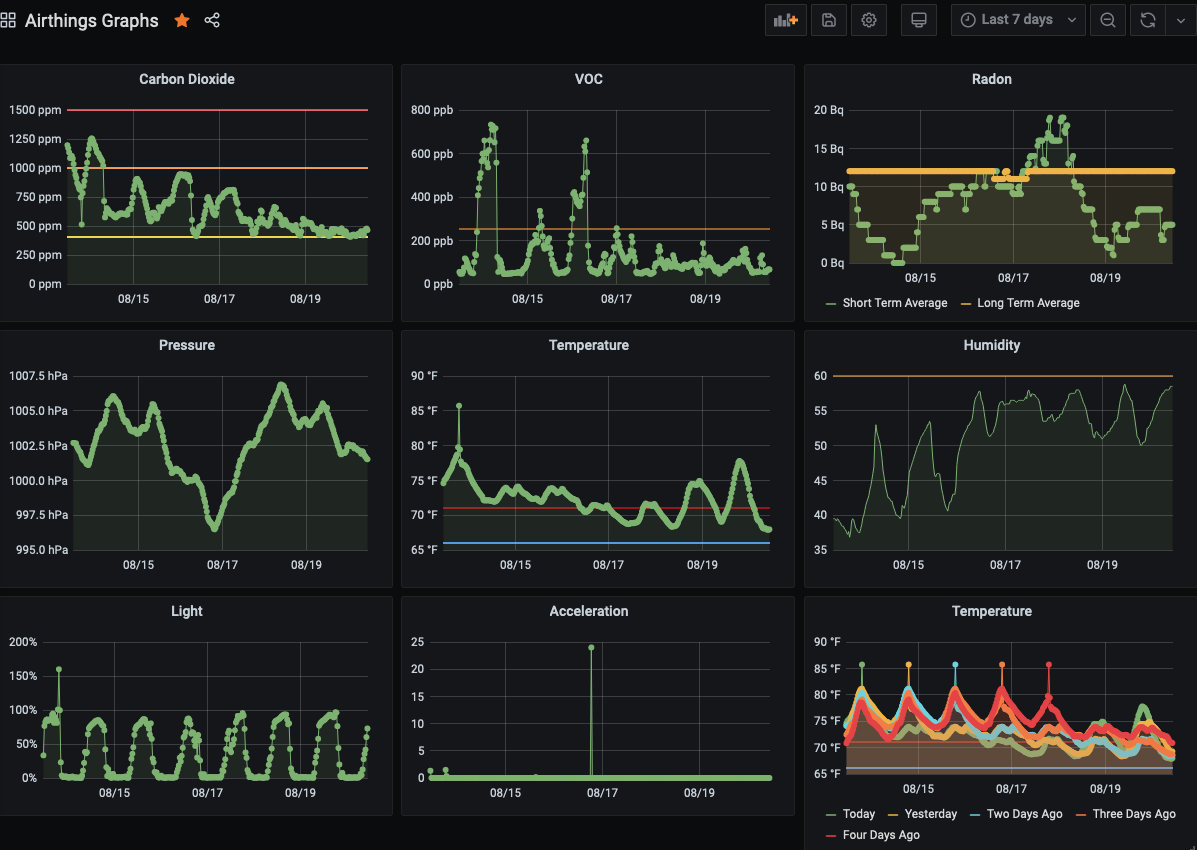 Airthings Graphs
Last 7 days
Carbon Dioxide
1500 ppm
1250 ppm
1000 ppm
750 ppm
500 ppm
250 ppm
0 ppm
08/15 08/17 08/19
VOC
800 ppb
600 ppb
400 ppb
200 ppb
0 ppb
08/15 08/17 08/19
Radon
20 Bq
15 Bq
10 Bq
5 Bq
0 Bq
08/15 08/17 08/19
Short Term Average Long Term Average
Pressure
1007.5 hPa
1005.0 hPa
1002.5 hPa
1000.0 hPa
997.5 hPa
995.0 hPa
08/15 08/17 08/19
Temperature
90 °F
85 °F
80 °F
75 °F
70 °F
65 °F
08/15 08/17 08/19
Humidity
60
55
50
45
40
35
08/15 08/17 08/19
Light
200%
150%
100%
50%
0%
08/15 08/17 08/19
Acceleration
25
20
15
10
5
0
08/15 08/17 08/19
Temperature
90 °F
85 °F
80 °F
75 °F
70 °F
65 °F
08/15 08/17 08/19
Today Yesterday Two Days Ago Three Days Ago
Four Days Ago